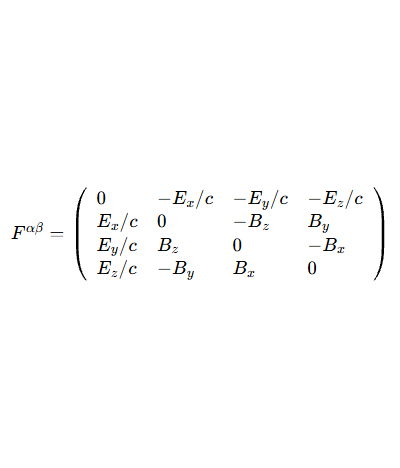 F^{αβ} = ( 0 −E_x/c −E_y/c −E_z/c
E_x/c 0 −B_z B_y
E_y/c B_z 0 −B_x
E_z/c −B_y B_x 0 )